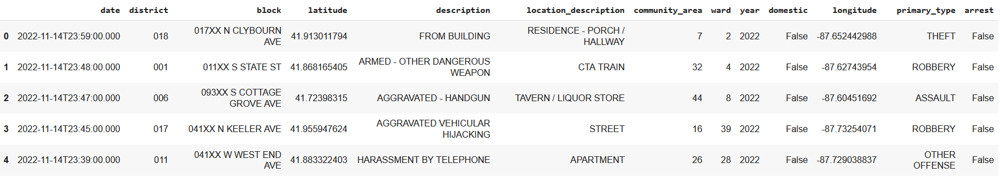 date district block latitude description location_description community_area ward year domestic longitude primary_type arrest
0 2022-11-14T23:59:00.000 018 017XX N CLYBOURN AVE 41.913011794 FROM BUILDING RESIDENCE - PORCH / HALLWAY 7 2 2022 False -87.652442988 THEFT False
1 2022-11-14T23:48:00.000 001 011XX S STATE ST 41.868165405 ARMED - OTHER DANGEROUS WEAPON CTA TRAIN 32 4 2022 False -87.62743954 ROBBERY False
2 2022-11-14T23:47:00.000 006 093XX S COTTAGE GROVE AVE 41.72398315 AGGRAVATED - HANDGUN TAVERN / LIQUOR STORE 44 8 2022 False -87.60451692 ASSAULT False
3 2022-11-14T23:45:00.000 017 041XX N KEELER AVE 41.955947624 AGGRAVATED VEHICULAR HIJACKING STREET 16 39 2022 False -87.73254071 ROBBERY False
4 2022-11-14T23:39:00.000 011 041XX W WEST END AVE 41.883322403 HARASSMENT BY TELEPHONE APARTMENT 26 28 2022 False -87.729038837 OTHER OFFENSE False